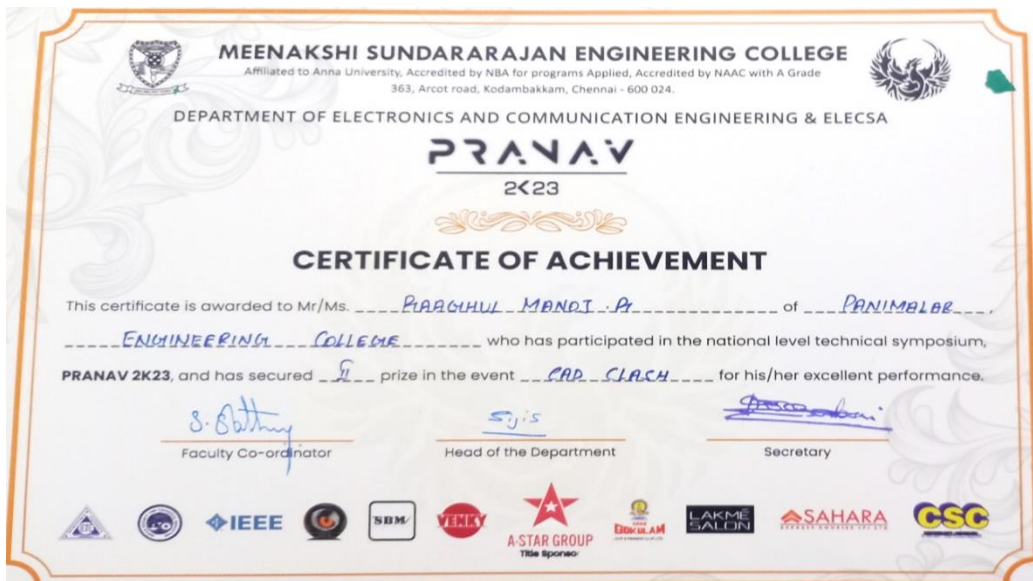 MEENAKSHI SUNDARARAJAN ENGINEERING COLLEGE
Affiliated to Anna University, Accredited by NBA for programs Applied, Accredited by NAAC with A Grade
363, Arcot road, Kodambakkam, Chennai - 600 024.
DEPARTMENT OF ELECTRONICS AND COMMUNICATION ENGINEERING & ELECSA
PRANAV
2K23
CERTIFICATE OF ACHIEVEMENT
This certificate is awarded to Mr/Ms. of PANIMALAR,
ENGINEERING COLLEGE who has participated in the national level technical symposium,
PRANAV 2K23, and has secured II prize in the event CAD CLASH for his/her excellent performance.
Faculty Co-ordinator Head of the Department Secretary
IEEE SBM VENKY A-STAR GROUP GOKULAM LAKMÉ SALON SAHARA CSC
Title Sponsor